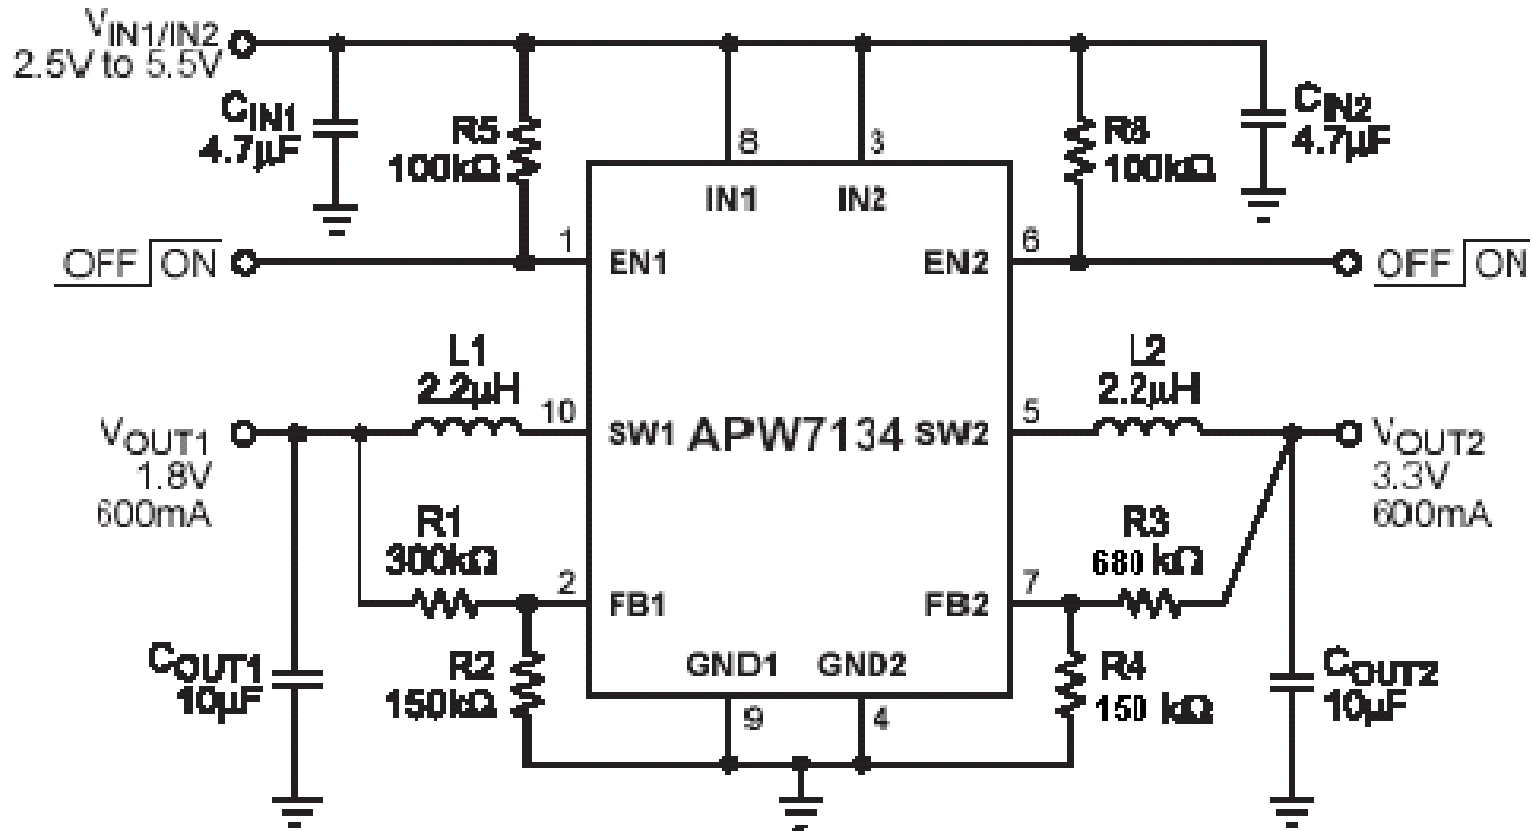 VIN1/IN2
2.5V to 5.5V
CIN1
4.7µF
R5
100kΩ
8
3
R6
100kΩ
CIN2
4.7µF
IN1
IN2
OFF ON
1
EN1
EN2
6
OFF ON
L1
2.2µH
L2
2.2µH
VOUT1
1.8V
600mA
10
SW1
APW7134
SW2
5
VOUT2
3.3V
600mA
R1
300kΩ
R3
680 kΩ
2
FB1
FB2
7
COUT1
10µF
R2
150kΩ
GND1
GND2
R4
150 kΩ
COUT2
10µF
9
4